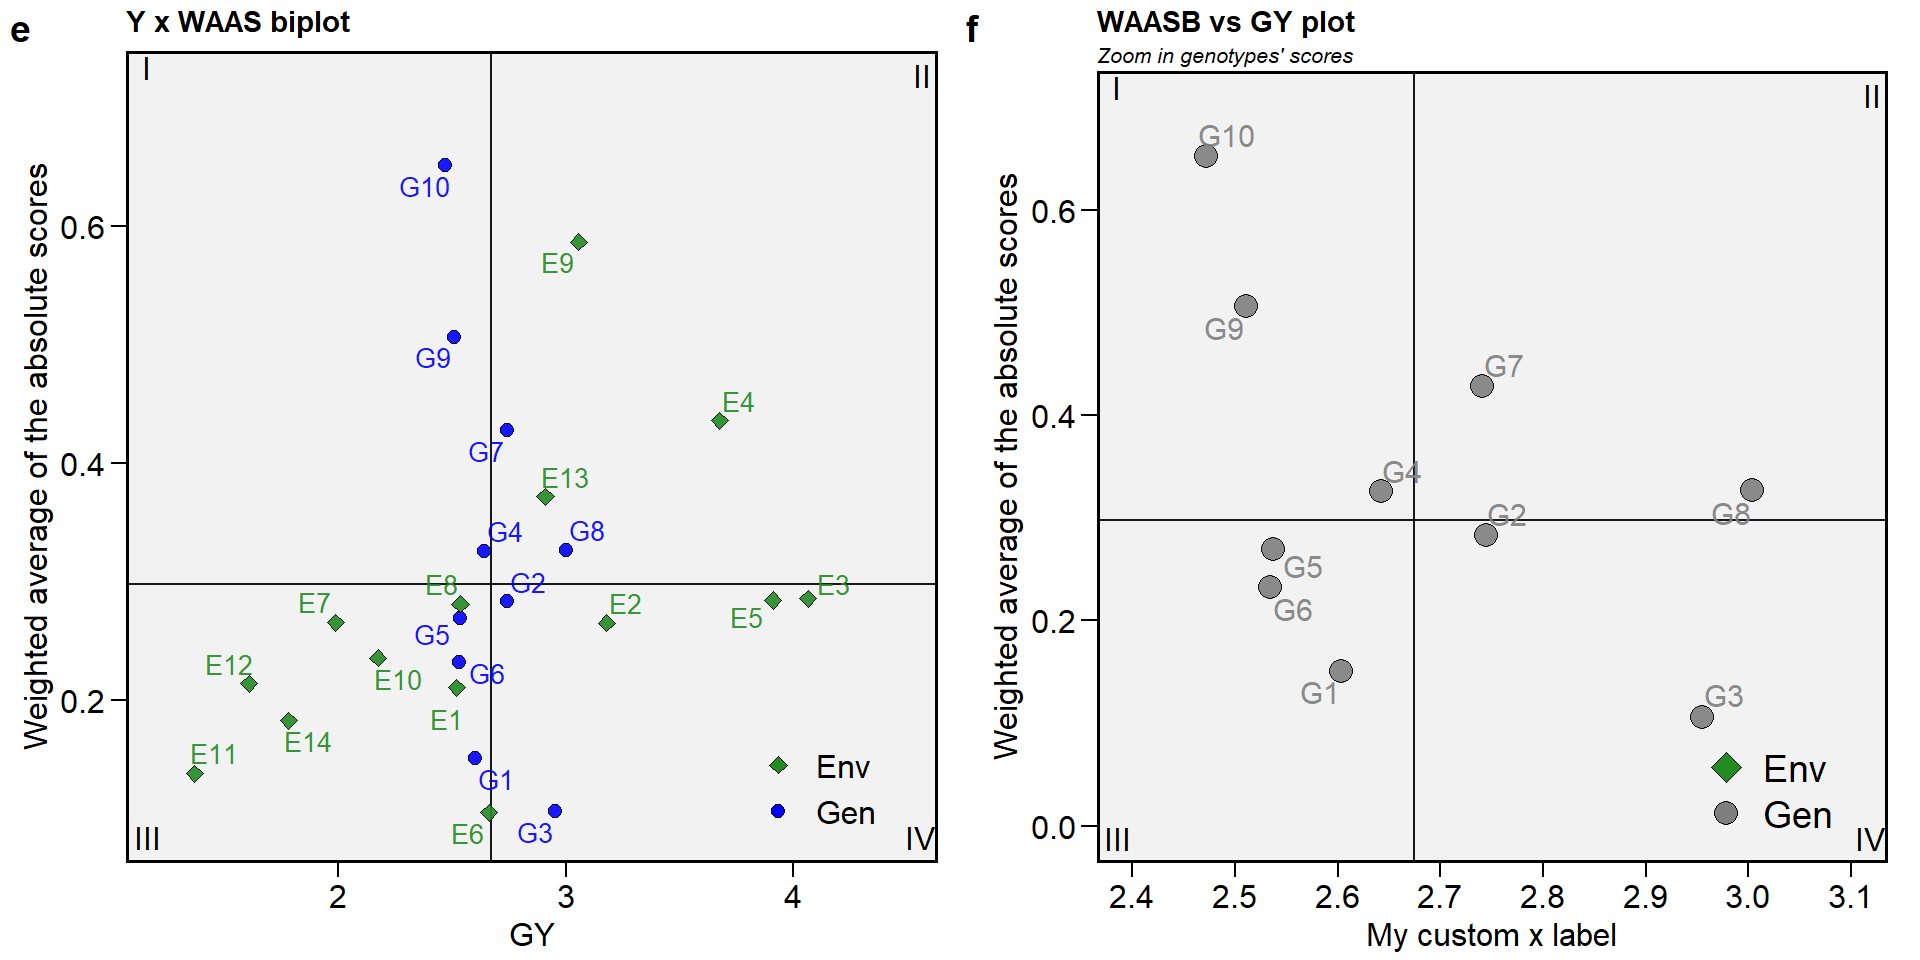 e
Y x WAAS biplot
I
II
G10
E9
G9
E4
G7
E13
G4
G8
E8
G2
E7
E2
E3
E5
G5
E12
E10
G6
E1
E14
E11
G1
E6
G3
Env
Gen
III
IV
0.6
0.4
0.2
2
3
4
GY
Weighted average of the absolute scores
f
WAASB vs GY plot
Zoom in genotypes' scores
I
II
G10
G9
G7
G4
G2
G8
G5
G6
G1
G3
Env
Gen
III
IV
0.6
0.4
0.2
0.0
2.4
2.5
2.6
2.7
2.8
2.9
3.0
3.1
My custom x label
Weighted average of the absolute scores